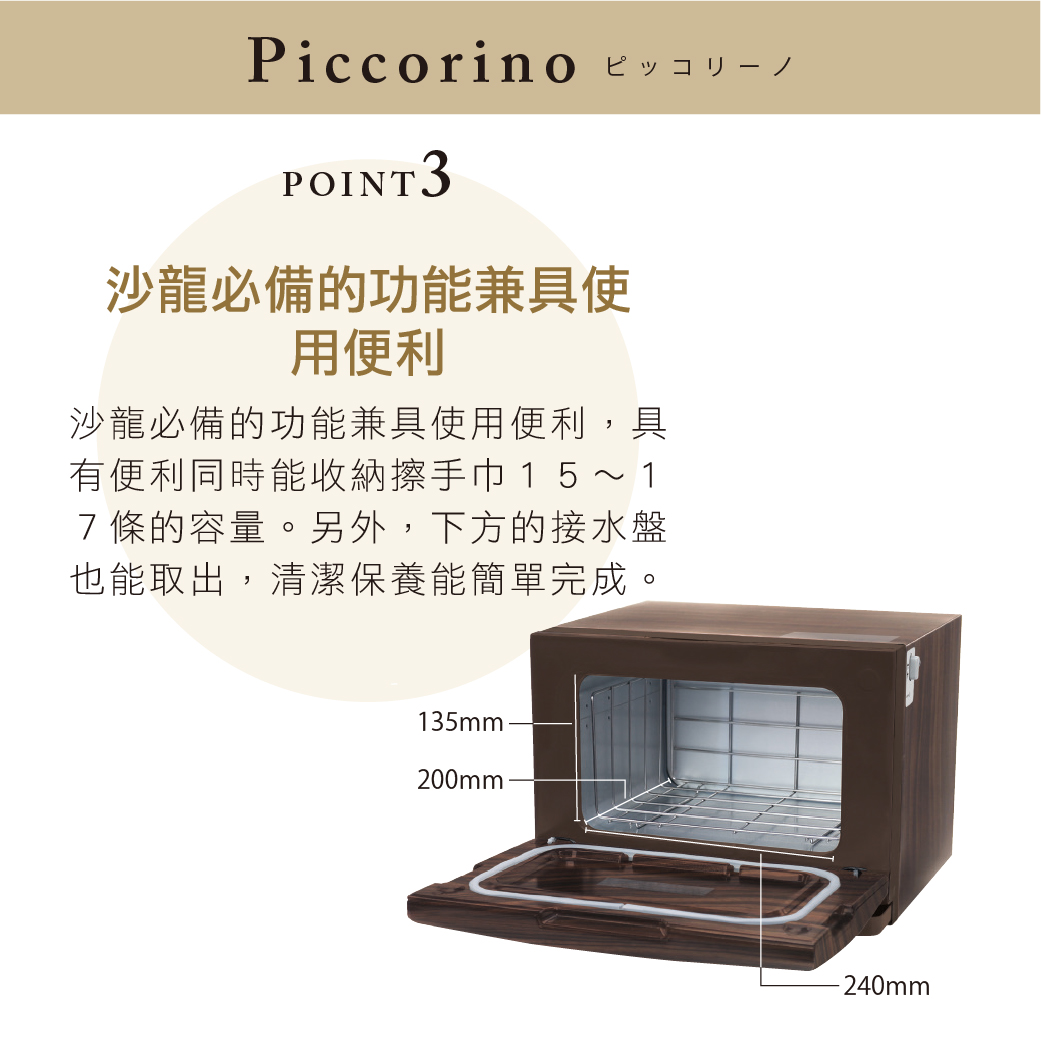 Piccorino ピッコリーノ
POINT3
沙龍必備的功能兼具使
用便利
沙龍必備的功能兼具使用便利，具
有便利同時能收納擦手巾１５～１
７條的容量。另外，下方的接水盤
也能取出，清潔保養能簡單完成。
135mm
200mm
240mm